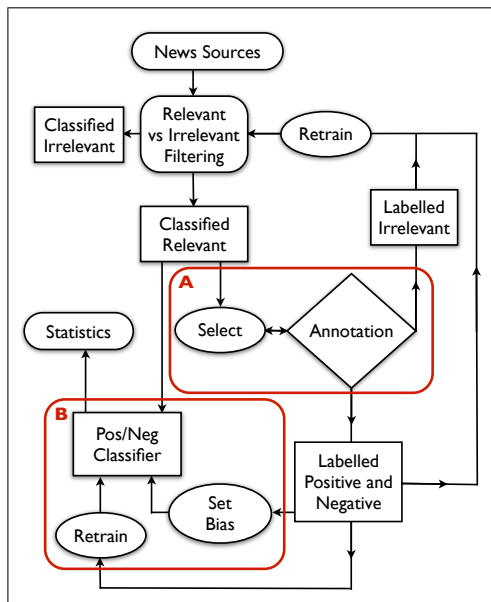 News Sources
Relevant
vs Irrelevant
Filtering
Classified
Irrelevant
Retrain
Classified
Relevant
Labelled
Irrelevant
A
Select
Annotation
Statistics
B
Pos/Neg
Classifier
Set
Bias
Labelled
Positive and
Negative
Retrain